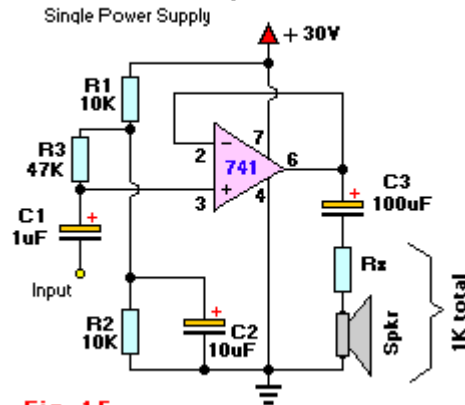 Single Power Supply
+ 30V
R1
10K
R3
47K
2
7
741
6
3
4
C3
100uF
C1
1uF
Input
Rz
R2
10K
C2
10uF
Spkr
1K total
+
+
+
−
+